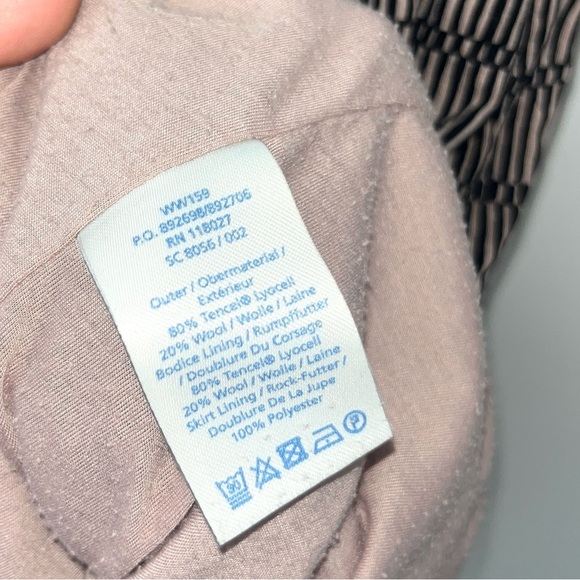 WW159
P.O. 892698/892706
RN 118027
SC 8056 / 002
Outer / Obermaterial /
Extérieur
80% Tencel® Lyocell
20% Wool / Wolle / Laine
Bodice Lining / Rumpffutter
/ Doublure Du Corsage
80% Tencel® Lyocell
20% Wool / Wolle / Laine
Skirt Lining / Rock-Futter /
Doublure De La Jupe
100% Polyester
30 P